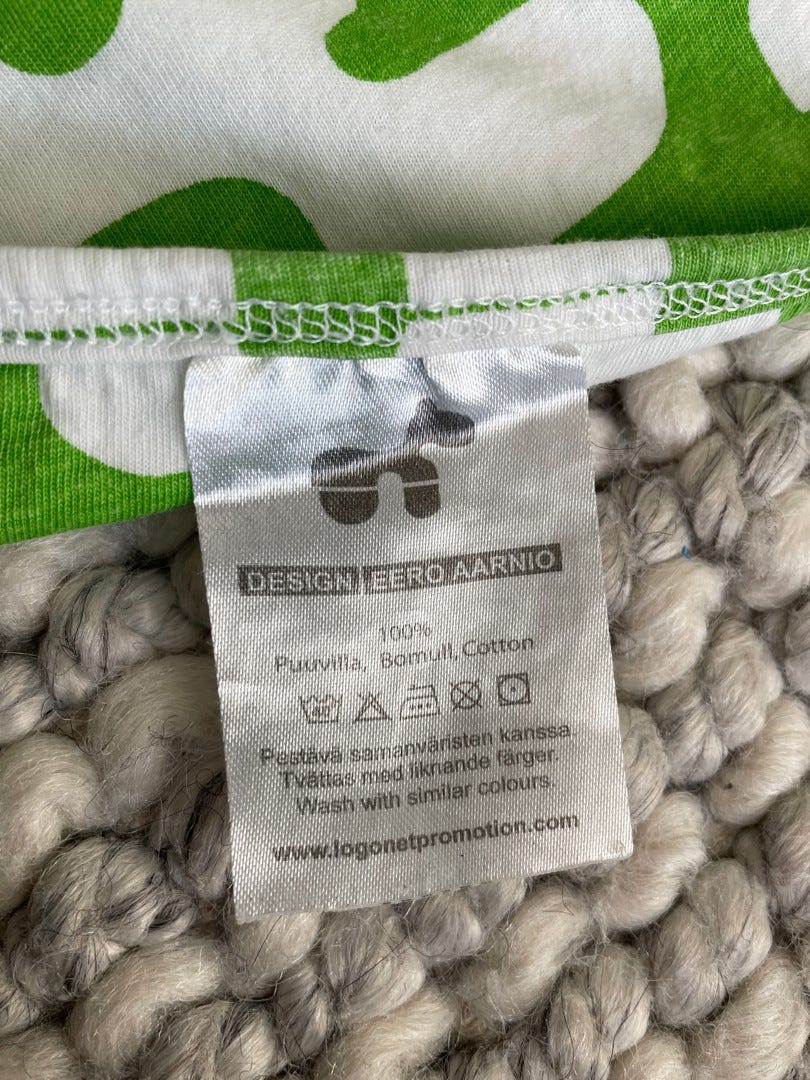 DESIGN EERO AARNIO
100%
Puuvilla, Bomull, Cotton
Pestävä samanväristen kanssa.
Tvättas med liknande färger.
Wash with similar colours.
www.logonetpromotion.com